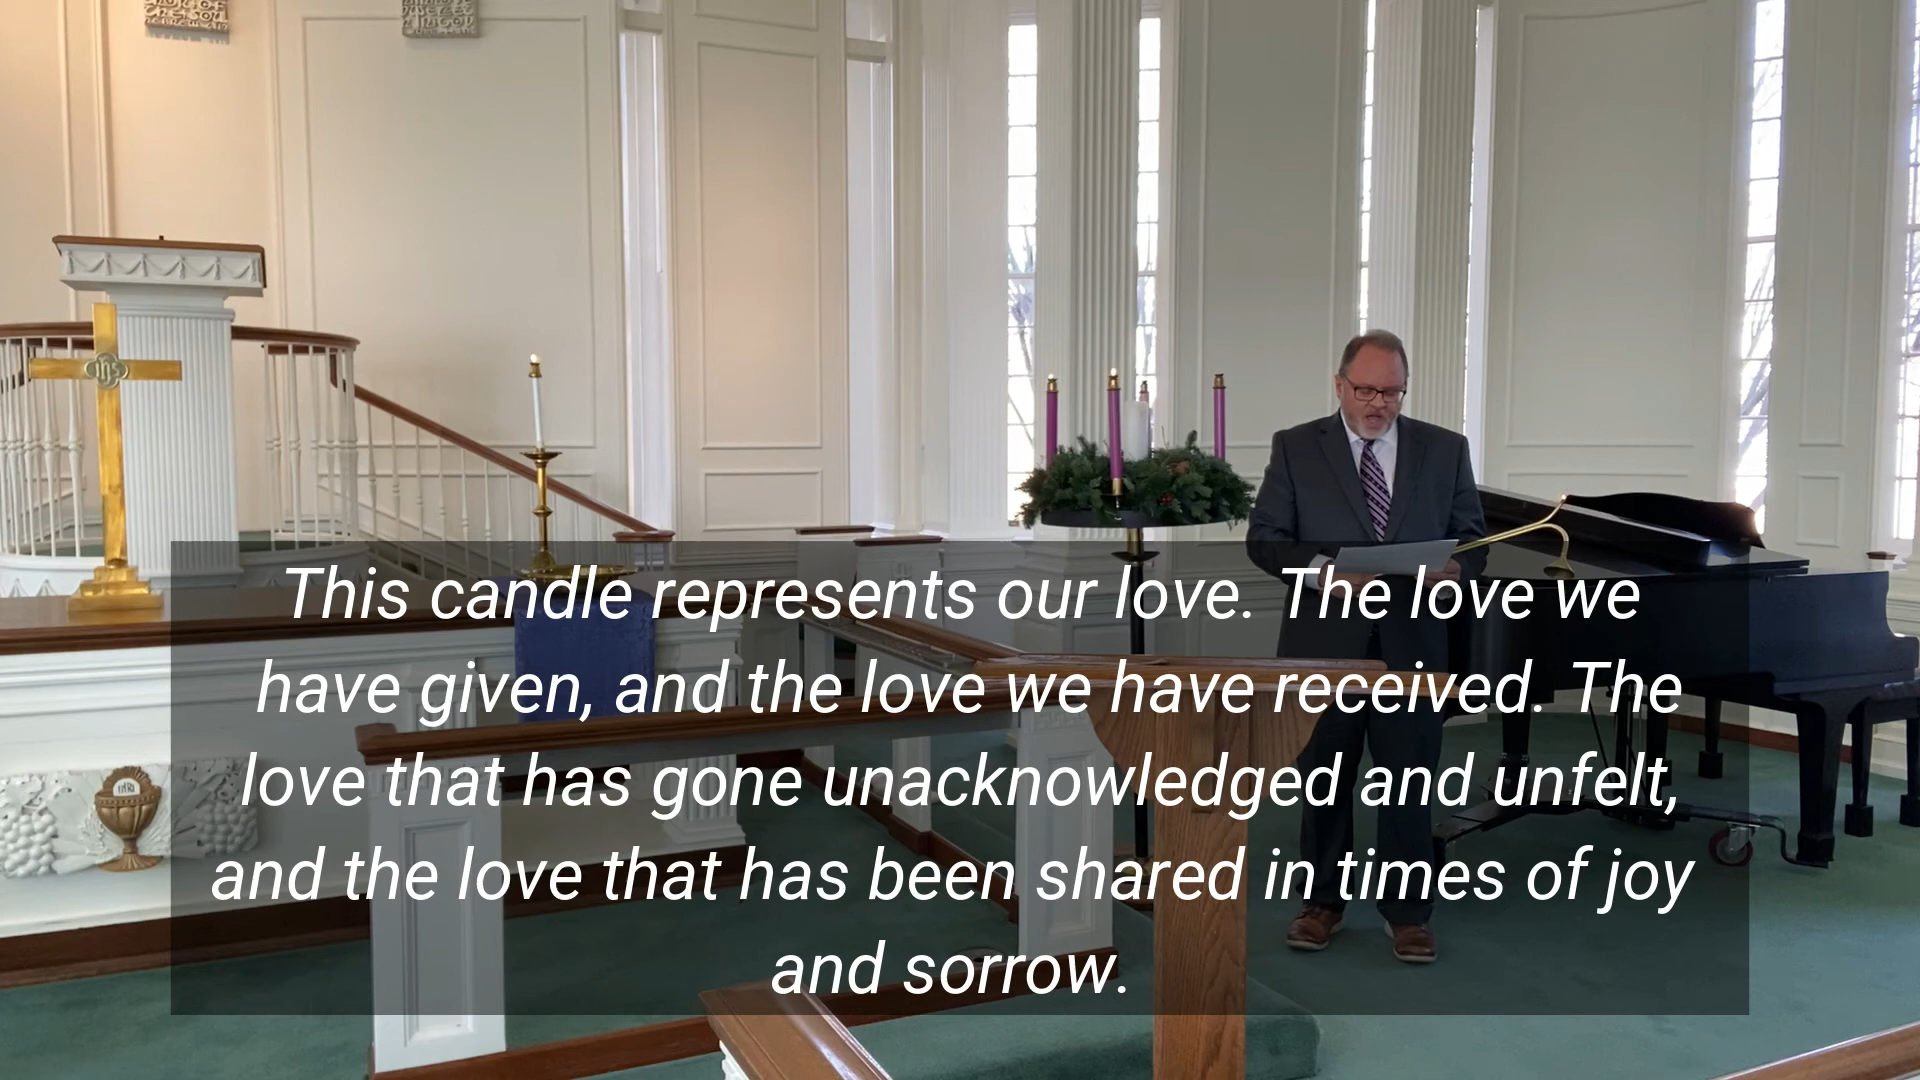 This candle represents our love. The love we
have given, and the love we have received. The
love that has gone unacknowledged and unfelt,
and the love that has been shared in times of joy
and sorrow.
IHS